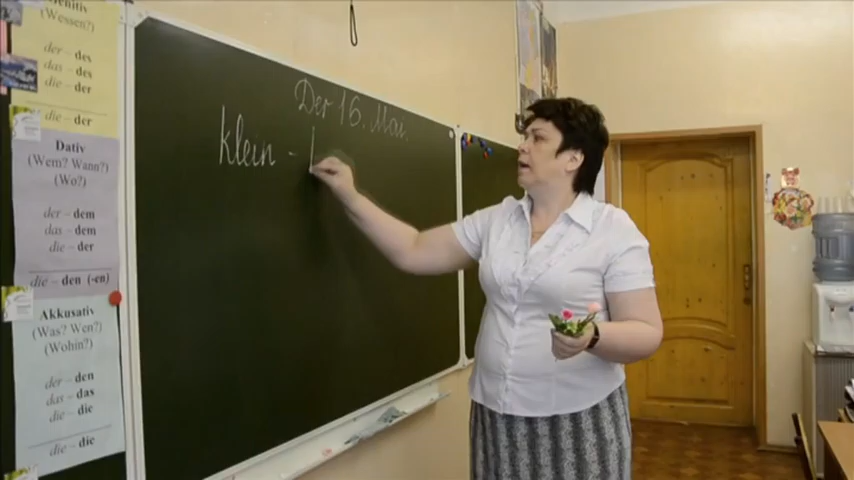 Genitiv
(Wessen?)
der – des
das – des
die – der
die – der
Dativ
(Wem? Wann?)
(Wo?)
der – dem
das – dem
die – der
die – den (-en)
Akkusativ
(Was? Wen?)
(Wohin?)
der – den
das – das
die – die
die – die
Der 16. Mai.
klein –